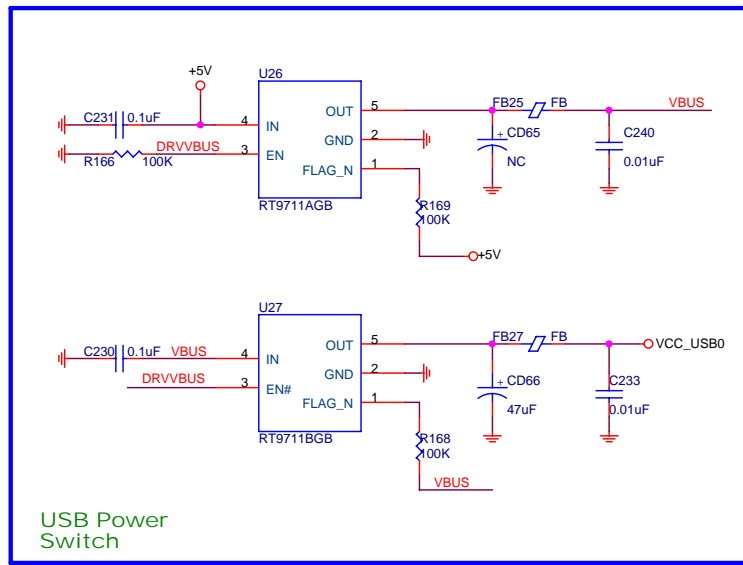 +5V
U26
C231 0.1uF
4 IN
OUT 5
FB25 FB
VBUS
GND 2
+ CD65
NC
C240
0.01uF
DRVVBUS
3 EN
R166 100K
FLAG_N 1
RT9711AGB
R169
100K
+5V
U27
C230 0.1uF
VBUS
4 IN
OUT 5
FB27 FB
VCC_USB0
DRVVBUS
3 EN#
GND 2
+ CD66
47uF
C233
0.01uF
FLAG_N 1
RT9711BGB
R168
100K
VBUS
USB Power
Switch